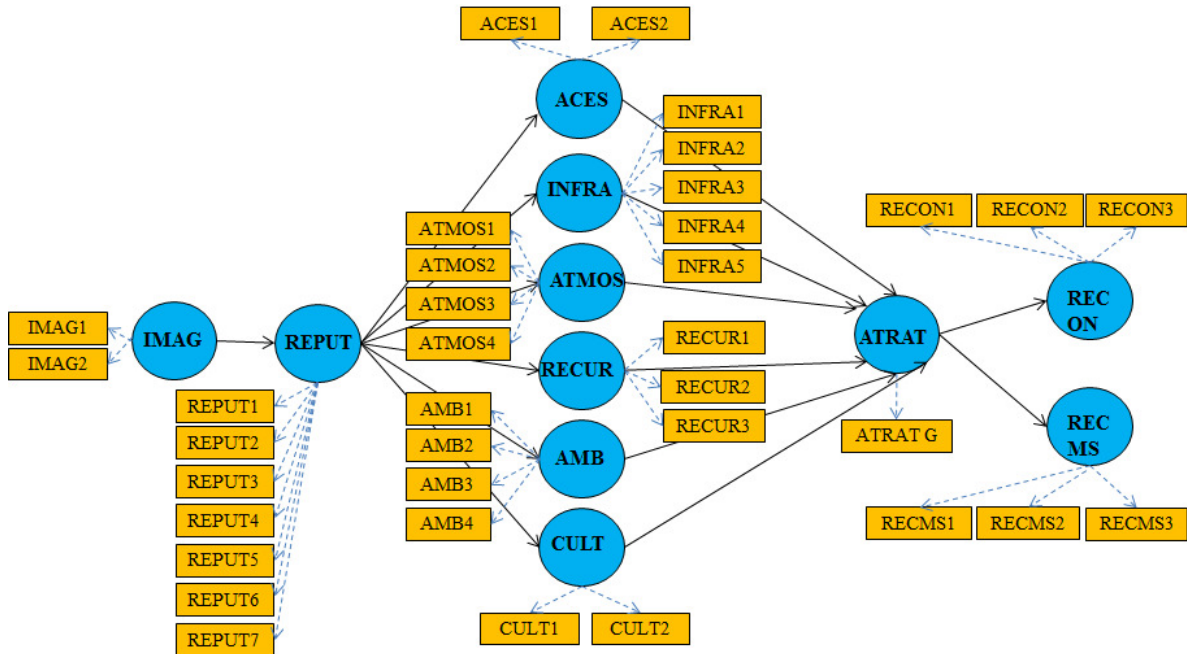 ACES1
ACES2
ACES
INFRA1
INFRA2
INFRA
INFRA3
INFRA4
INFRA5
ATMOS1
ATMOS2
ATMOS3
ATMOS4
ATMOS
RECON1
RECON2
RECON3
REC
ON
IMAG1
IMAG2
IMAG
REPUT
RECUR
RECUR1
RECUR2
RECUR3
ATRAT
ATRAT G
REPUT1
REPUT2
REPUT3
REPUT4
REPUT5
REPUT6
REPUT7
AMB1
AMB2
AMB3
AMB4
AMB
REC
MS
RECMS1
RECMS2
RECMS3
CULT
CULT1
CULT2